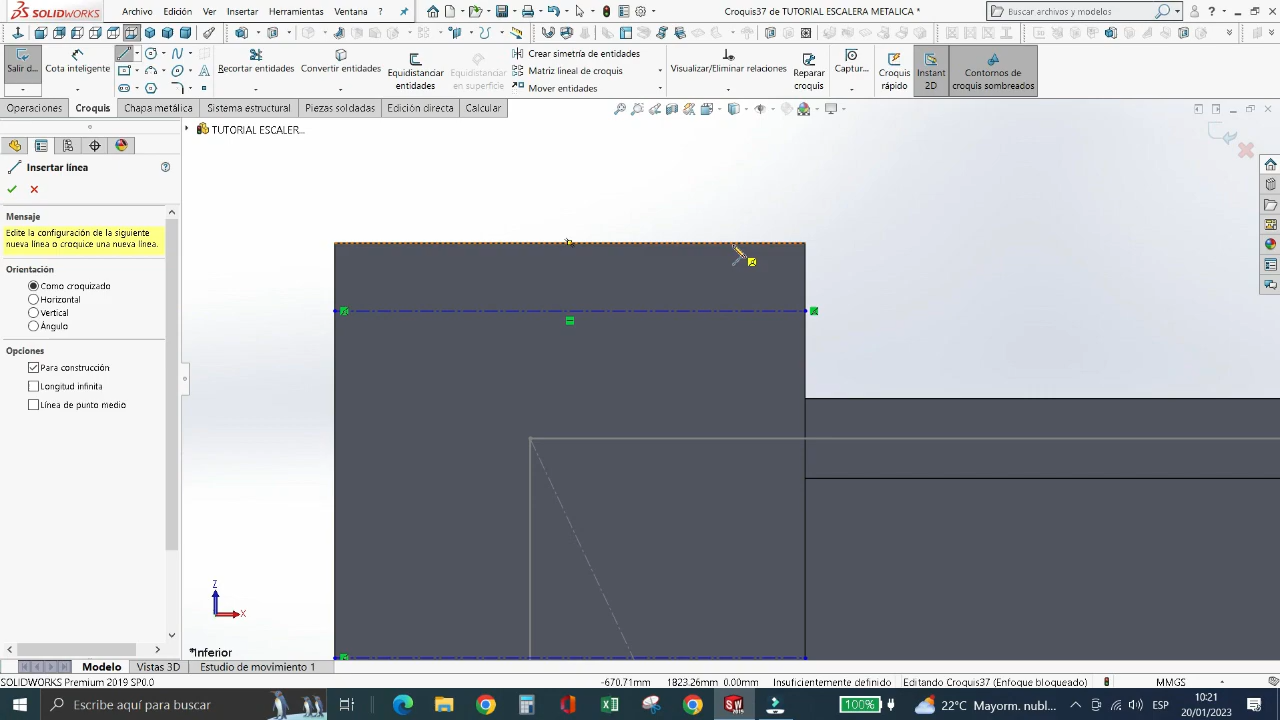 SOLIDWORKS
Archivo Edición Ver Insertar Herramientas Ventana ?
Croquis37 de TUTORIAL ESCALERA METALICA *
Buscar archivos y modelos
?
Salir d...
Cota inteligente
Recortar entidades
Convertir entidades
Equidistanciar entidades
Equidistanciar en superficie
Crear simetría de entidades
Matriz lineal de croquis
Mover entidades
Visualizar/Eliminar relaciones
Reparar croquis
Captur...
Croquis rápido
Instant 2D
Contornos de croquis sombreados
Operaciones Croquis Chapa metálica Sistema estructural Piezas soldadas Edición directa Calcular
TUTORIAL ESCALER...
Insertar línea
Mensaje
Edite la configuración de la siguiente
nueva línea o croquice una nueva línea.
Orientación
Como croquizado
Horizontal
Vertical
Ángulo
Opciones
Para construcción
Longitud infinita
Línea de punto medio
Z
X
*Inferior
Modelo Vistas 3D Estudio de movimiento 1
SOLIDWORKS Premium 2019 SP0.0
-670.71mm 1823.26mm 0.00mm Insuficientemente definido Editando Croquis37 (Enfoque bloqueado) MMGS
Escribe aquí para buscar
100%
22°C Mayorm. nubl...
ESP
10:21
20/01/2023